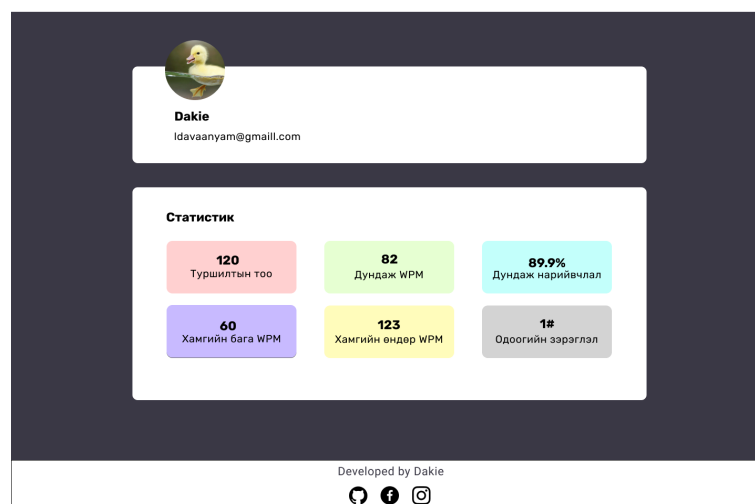 Dakie
ldavaanyam@gmaill.com
Статистик
120
Туршилтын тоо
82
Дундаж WPM
89.9%
Дундаж нарийвчлал
60
Хамгийн бага WPM
123
Хамгийн өндөр WPM
1#
Одоогийн зэрэглэл
Developed by Dakie